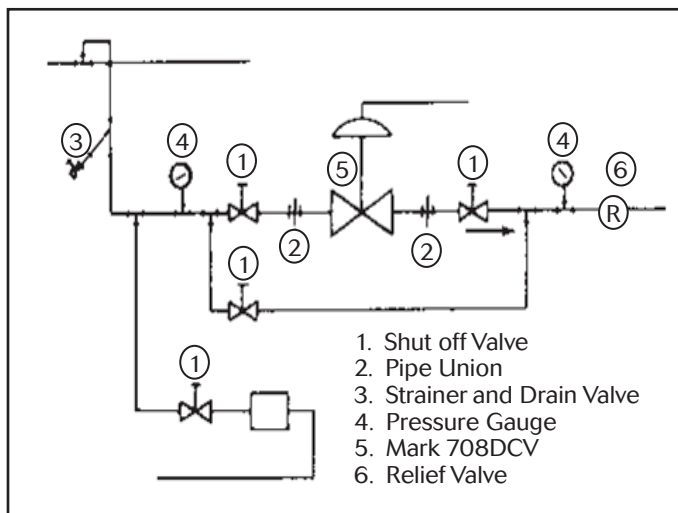 3
4
1
5
1
4
6
R
2
2
1
1
1. Shut off Valve
2. Pipe Union
3. Strainer and Drain Valve
4. Pressure Gauge
5. Mark 708DCV
6. Relief Valve